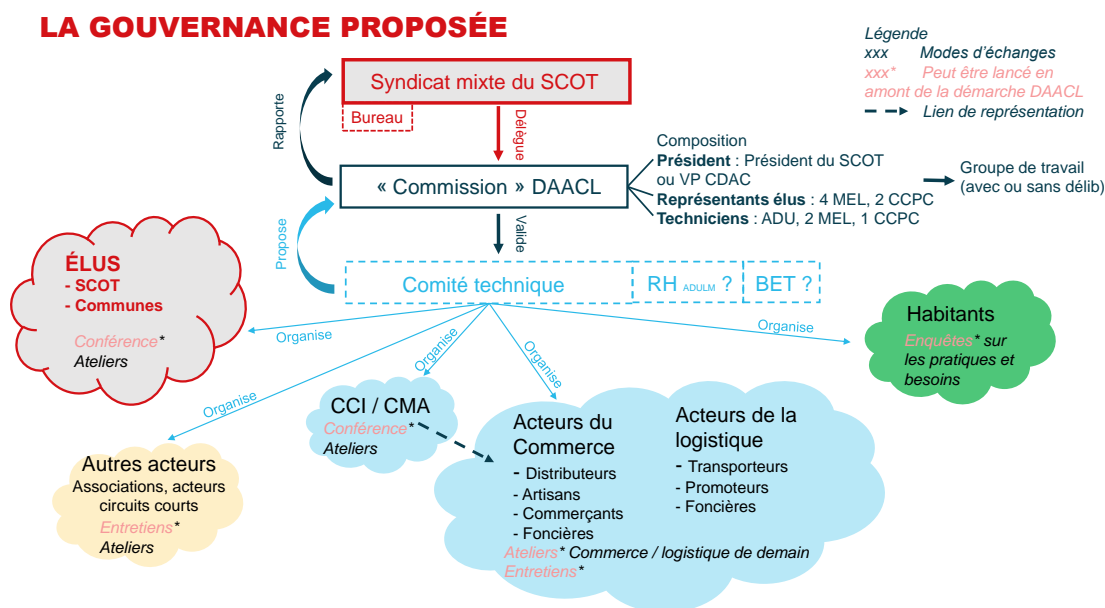 LA GOUVERNANCE PROPOSÉE
Légende
xxx Modes d'échanges
xxx* Peut être lancé en
amont de la démarche DAACL
Lien de représentation
Syndicat mixte du SCOT
Bureau
Rapporte
Délègue
« Commission » DAACL
Composition
Président : Président du SCOT
ou VP CDAC
Représentants élus : 4 MEL, 2 CCPC
Techniciens : ADU, 2 MEL, 1 CCPC
Groupe de travail
(avec ou sans délib)
Propose
Valide
Comité technique
RH ADULM ?
BET ?
ÉLUS
- SCOT
- Communes
Conférence*
Ateliers
Organise
Organise
Organise
Organise
Organise
Habitants
Enquêtes* sur
les pratiques et
besoins
CCI / CMA
Conférence*
Ateliers
Autres acteurs
Associations, acteurs
circuits courts
Entretiens*
Ateliers
Acteurs du
Commerce
- Distributeurs
- Artisans
- Commerçants
- Foncières
Acteurs de la
logistique
- Transporteurs
- Promoteurs
- Foncières
Ateliers* Commerce / logistique de demain
Entretiens*